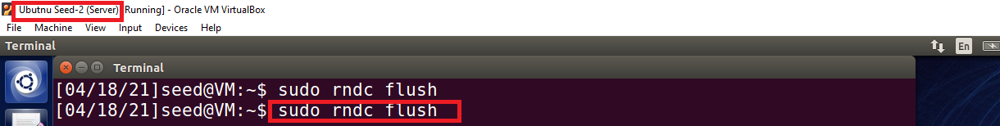 Ubutnu Seed-2 (Server) [Running] - Oracle VM VirtualBox
File Machine View Input Devices Help
Terminal En
Terminal
[04/18/21]seed@VM:~$ sudo rndc flush
[04/18/21]seed@VM:~$ sudo rndc flush